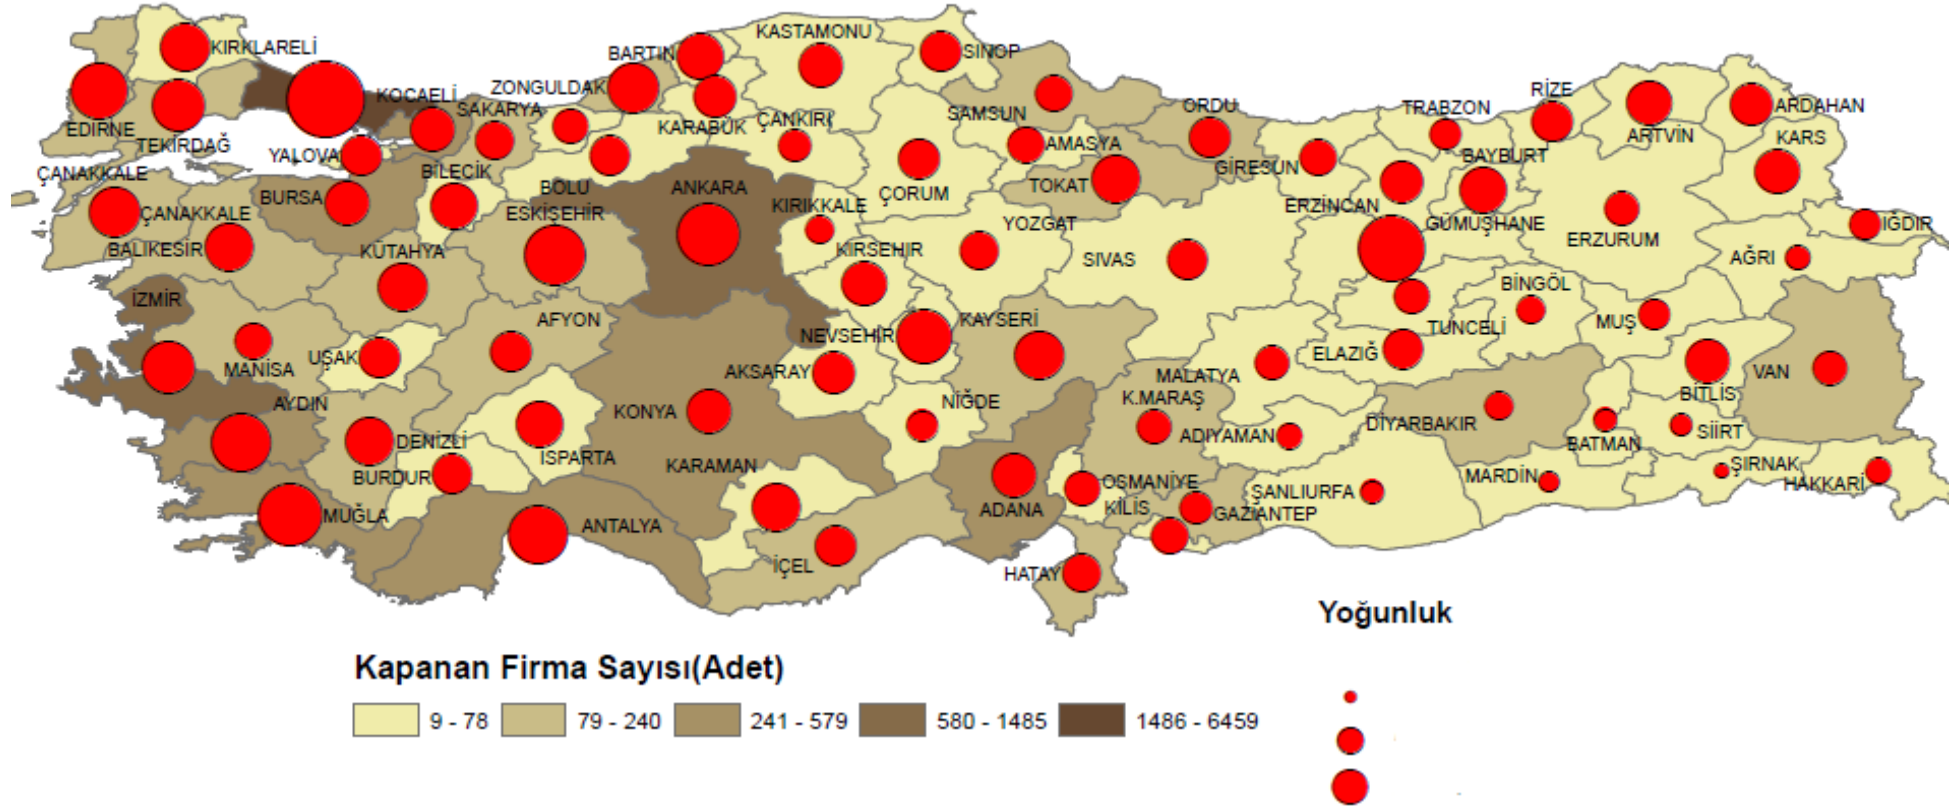 KIRKLARELİ
BARTIN
KASTAMONU
SINOP
EDİRNE
TEKİRDAĞ
KOCAELİ
SAKARYA
ZONGULDAK
KARABÜK
ÇANKIRI
SAMSUN
ORDU
TRABZON
RİZE
ARTVİN
ARDAHAN
KARS
YALOVA
BİLECİK
BOLU
AMASYA
GİRESUN
BAYBURT
ÇANAKKALE
ÇANAKKALE
BURSA
ESKİŞEHİR
ANKARA
KIRIKKALE
ÇORUM
TOKAT
ERZİNCAN
GÜMÜŞHANE
ERZURUM
IĞDIR
BALIKESİR
KÜTAHYA
KIRŞEHIR
YOZGAT
SIVAS
AĞRI
İZMİR
MANİSA
UŞAK
AFYON
NEVŞEHİR
KAYSERİ
TUNCELİ
BİNGÖL
MUŞ
AKSARAY
MALATYA
ELAZIĞ
BİTLİS
VAN
AYDIN
DENİZLİ
BURDUR
ISPARTA
KONYA
NİĞDE
K.MARAŞ
ADIYAMAN
DİYARBAKIR
BATMAN
SİİRT
MUĞLA
ANTALYA
KARAMAN
İÇEL
ADANA
OSMANİYE
KİLİS
GAZİANTEP
ŞANLIURFA
MARDİN
ŞIRNAK
HAKKARİ
HATAY
Yoğunluk
Kapanan Firma Sayısı(Adet)
9 - 78
79 - 240
241 - 579
580 - 1485
1486 - 6459